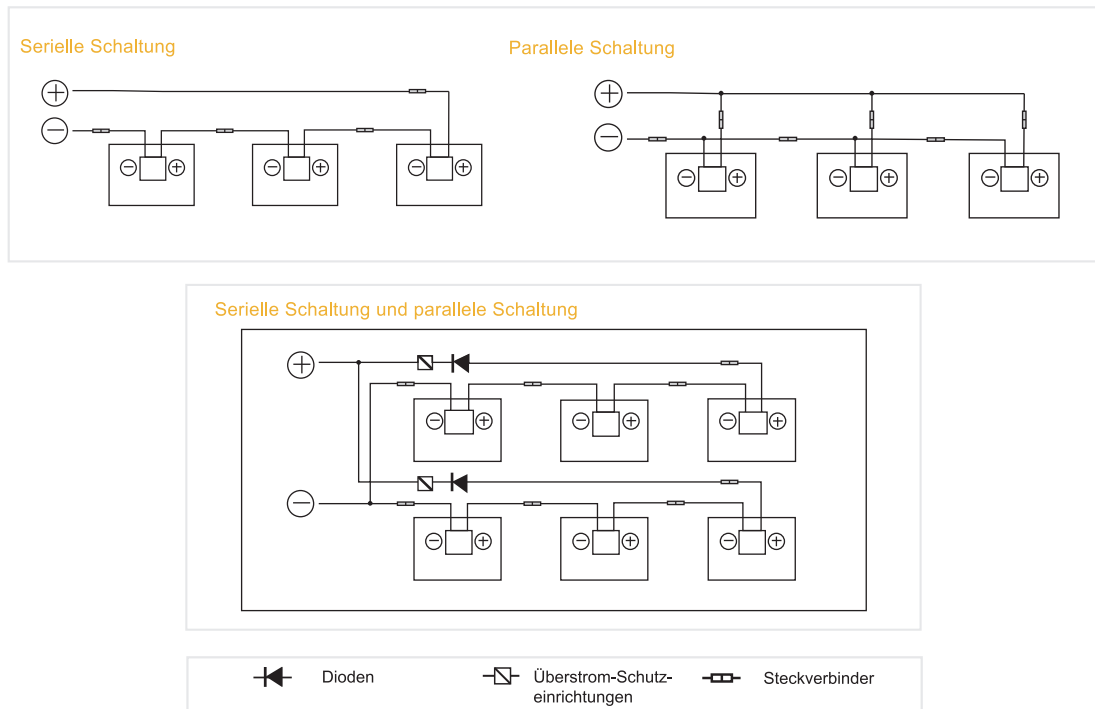 Serielle Schaltung
Parallele Schaltung
Serielle Schaltung und parallele Schaltung
Dioden
Überstrom-Schutz-
einrichtungen
Steckverbinder